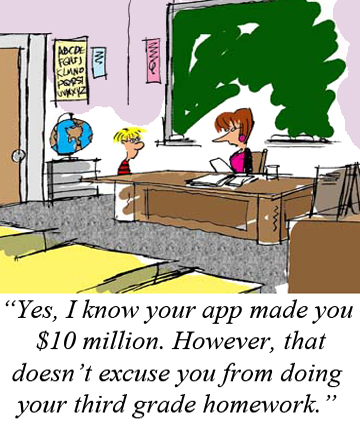 ABCDE
“Yes, I know your app made you
$10 million. However, that
doesn’t excuse you from doing
your third grade homework.”